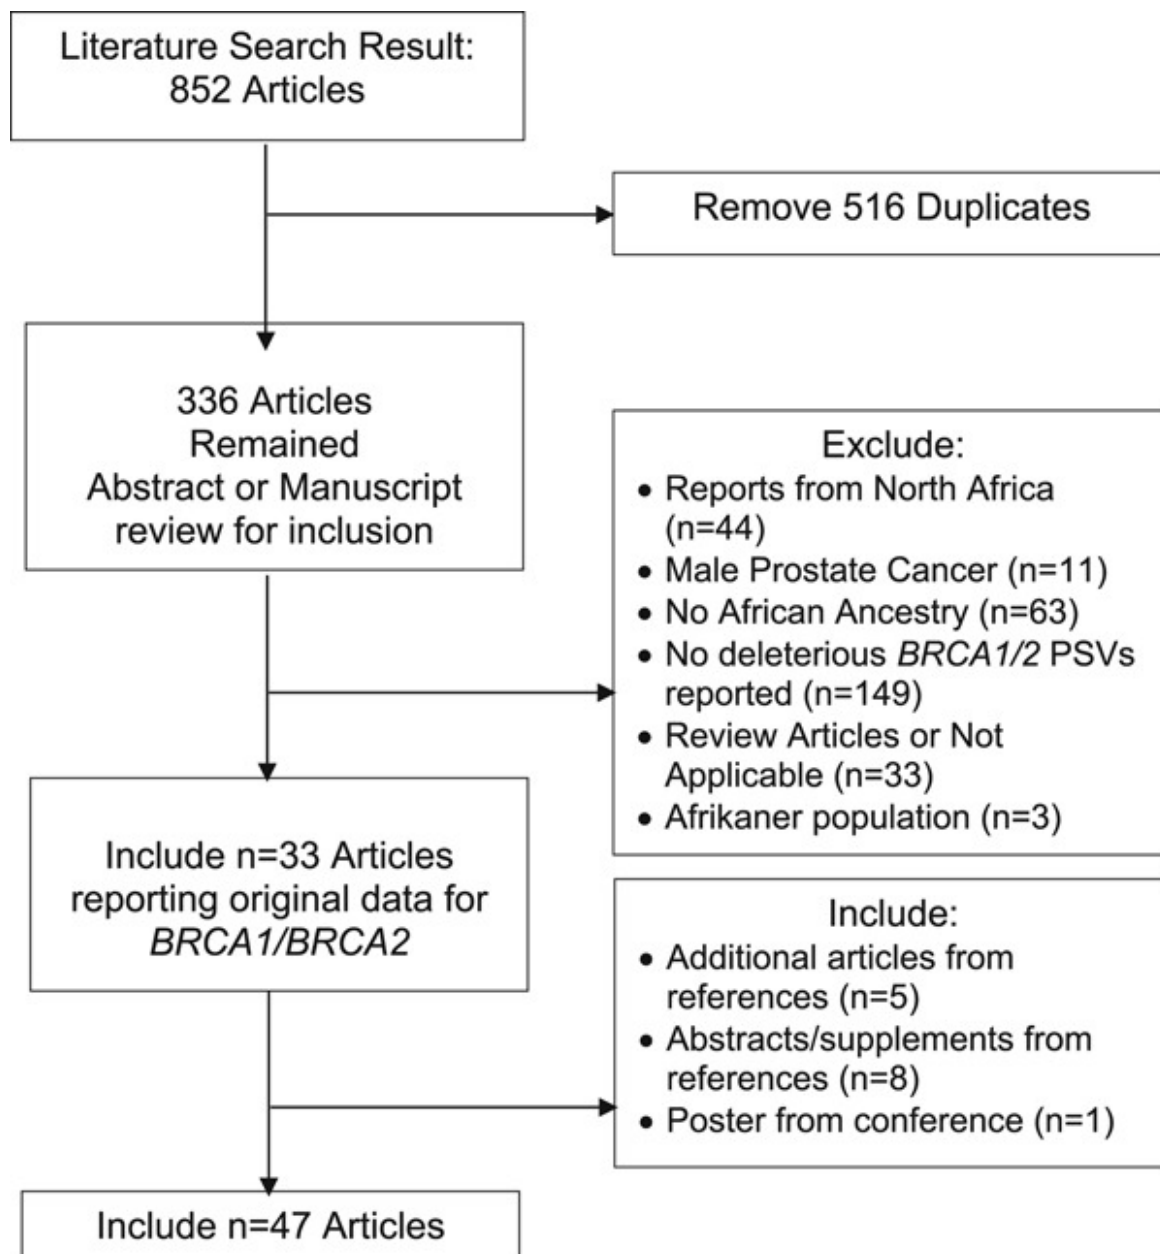 Literature Search Result:
852 Articles
Remove 516 Duplicates
336 Articles
Remained
Abstract or Manuscript
review for inclusion
Exclude:
• Reports from North Africa
(n=44)
• Male Prostate Cancer (n=11)
• No African Ancestry (n=63)
• No deleterious BRCA1/2 PSVs
reported (n=149)
• Review Articles or Not
Applicable (n=33)
• Afrikaner population (n=3)
Include n=33 Articles
reporting original data for
BRCA1/BRCA2
Include:
• Additional articles from
references (n=5)
• Abstracts/supplements from
references (n=8)
• Poster from conference (n=1)
Include n=47 Articles